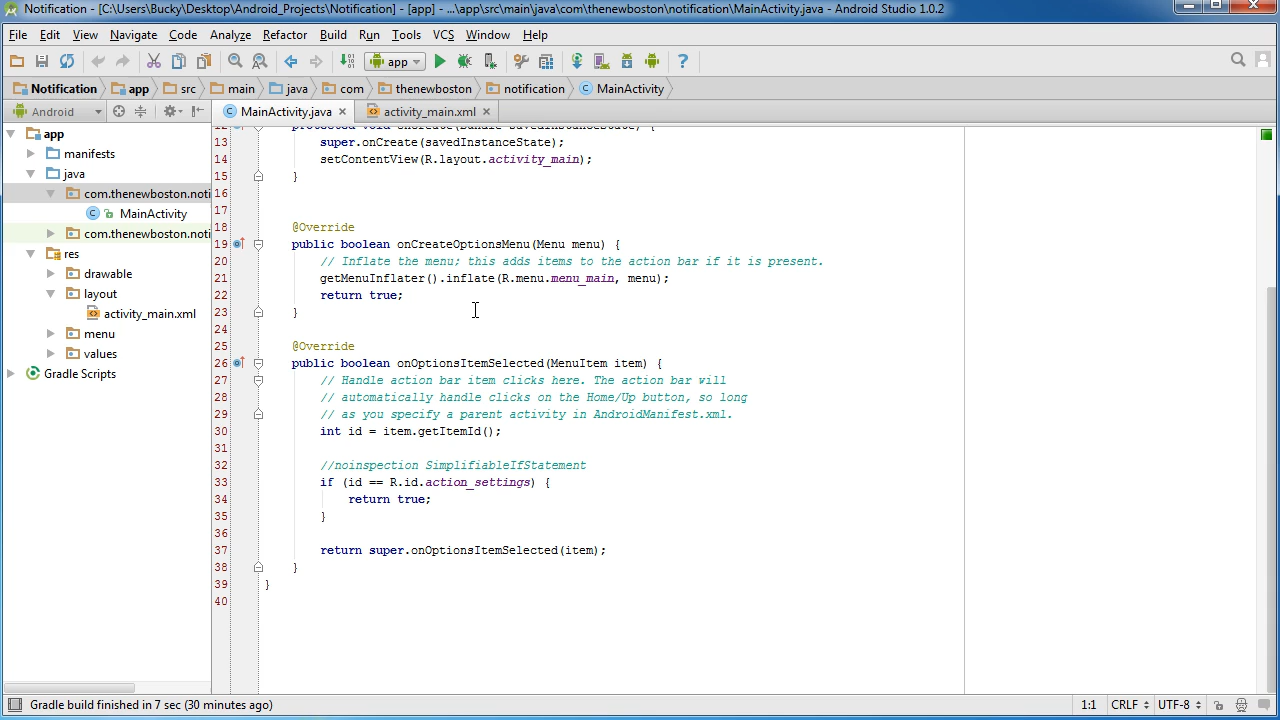 Notification - [C:\Users\Bucky\Desktop\Android_Projects\Notification] - [app] - ...\app\src\main\java\com\thenewboston\notification\MainActivity.java - Android Studio 1.0.2
File Edit View Navigate Code Analyze Refactor Build Run Tools VCS Window Help
app
Notification app src main java com thenewboston notification MainActivity
Android MainActivity.java activity_main.xml
app
manifests
java
com.thenewboston.noti
MainActivity
com.thenewboston.noti
res
drawable
layout
activity_main.xml
menu
values
Gradle Scripts
12 protected void onCreate(Bundle savedInstanceState) {
13 super.onCreate(savedInstanceState);
14 setContentView(R.layout.activity_main);
15 }
16
17
18 @Override
19 public boolean onCreateOptionsMenu(Menu menu) {
20 // Inflate the menu; this adds items to the action bar if it is present.
21 getMenuInflater().inflate(R.menu.menu_main, menu);
22 return true;
23 }
24
25 @Override
26 public boolean onOptionsItemSelected(MenuItem item) {
27 // Handle action bar item clicks here. The action bar will
28 // automatically handle clicks on the Home/Up button, so long
29 // as you specify a parent activity in AndroidManifest.xml.
30 int id = item.getItemId();
31
32 //noinspection SimplifiableIfStatement
33 if (id == R.id.action_settings) {
34 return true;
35 }
36
37 return super.onOptionsItemSelected(item);
38 }
39 }
40
Gradle build finished in 7 sec (30 minutes ago) 1:1 CRLF UTF-8